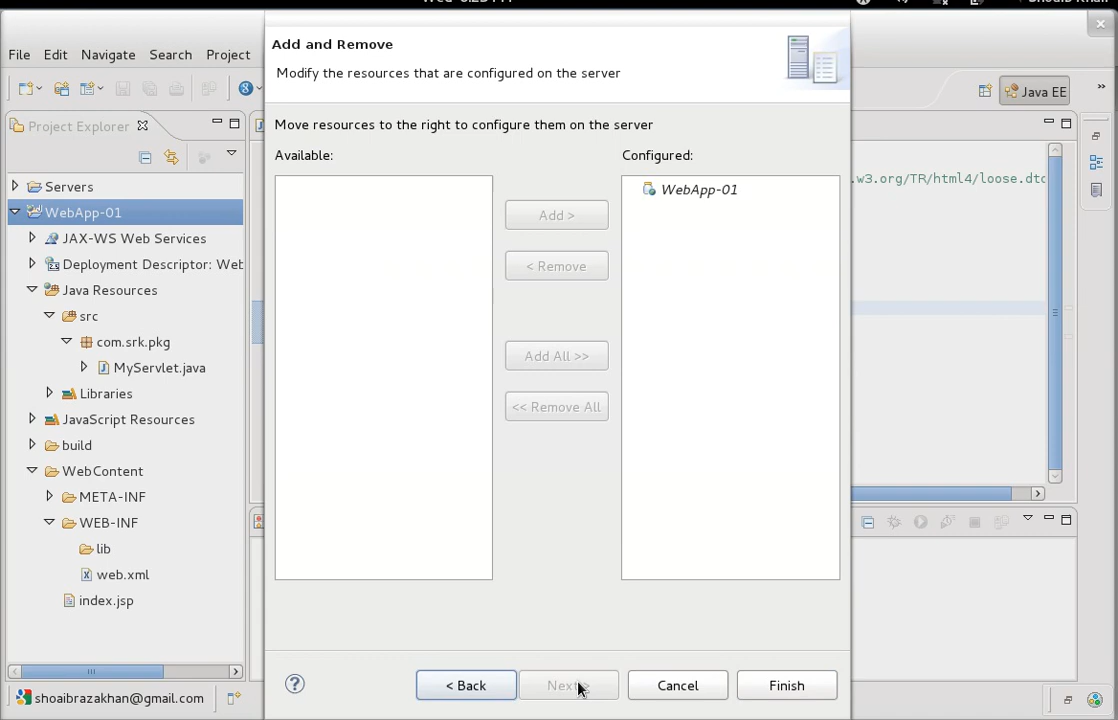 File Edit Navigate Search Project
Add and Remove
Modify the resources that are configured on the server
Java EE
Project Explorer
Move resources to the right to configure them on the server
Available:
Configured:
.w3.org/TR/html4/loose.dtd
WebApp-01
Add >
< Remove
Add All >>
<< Remove All
Servers
WebApp-01
JAX-WS Web Services
Deployment Descriptor: Web
Java Resources
src
com.srk.pkg
MyServlet.java
Libraries
JavaScript Resources
build
WebContent
META-INF
WEB-INF
lib
web.xml
index.jsp
?
< Back
Next >
Cancel
Finish
shoaibrazakhan@gmail.com